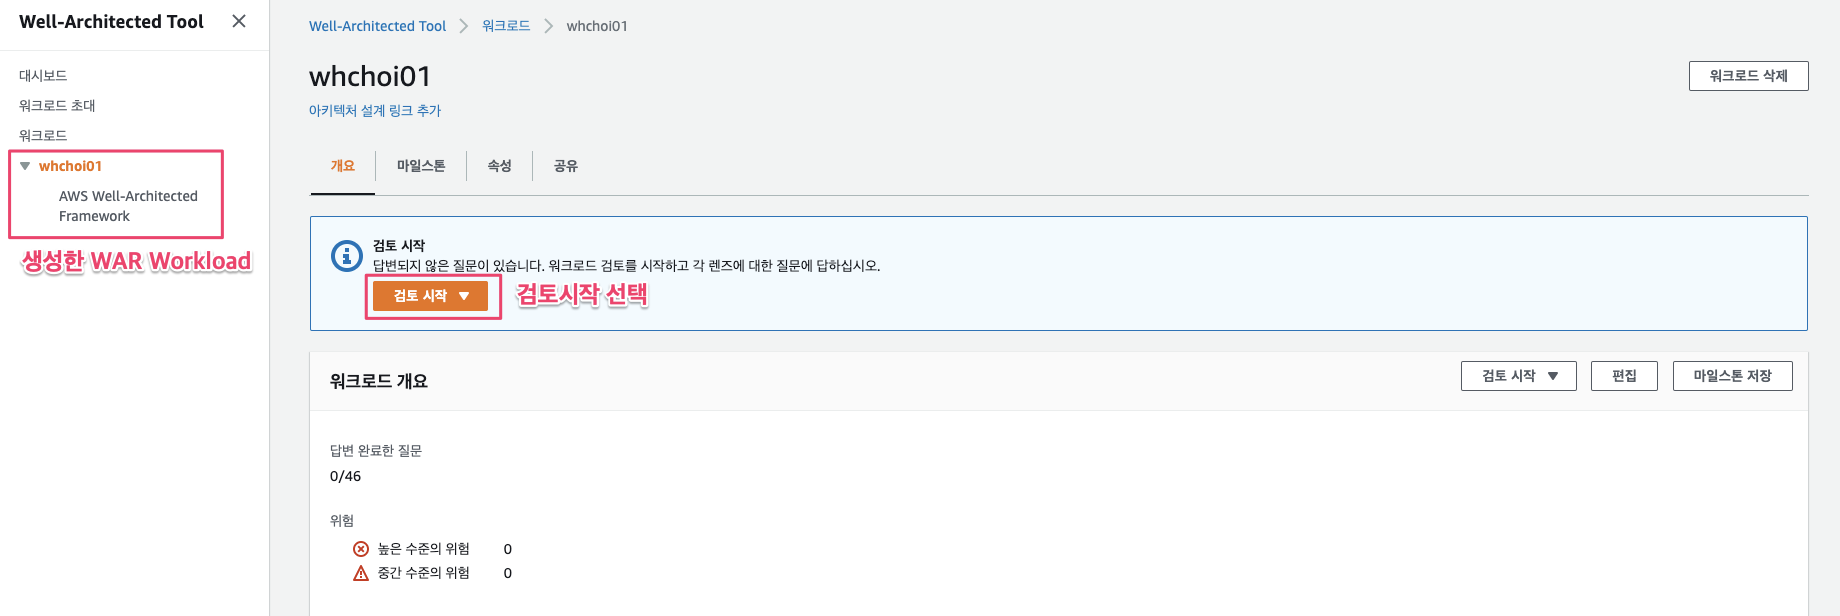 Well-Architected Tool
대시보드
워크로드 초대
워크로드
whchoi01
AWS Well-Architected
Framework
생성한 WAR Workload
Well-Architected Tool
워크로드
whchoi01
whchoi01
워크로드 삭제
아키텍처 설계 링크 추가
개요
마일스톤
속성
공유
검토 시작
답변되지 않은 질문이 있습니다. 워크로드 검토를 시작하고 각 렌즈에 대한 질문에 답하십시오.
검토 시작
검토시작 선택
워크로드 개요
검토 시작
편집
마일스톤 저장
답변 완료한 질문
0/46
위험
높은 수준의 위험 0
중간 수준의 위험 0